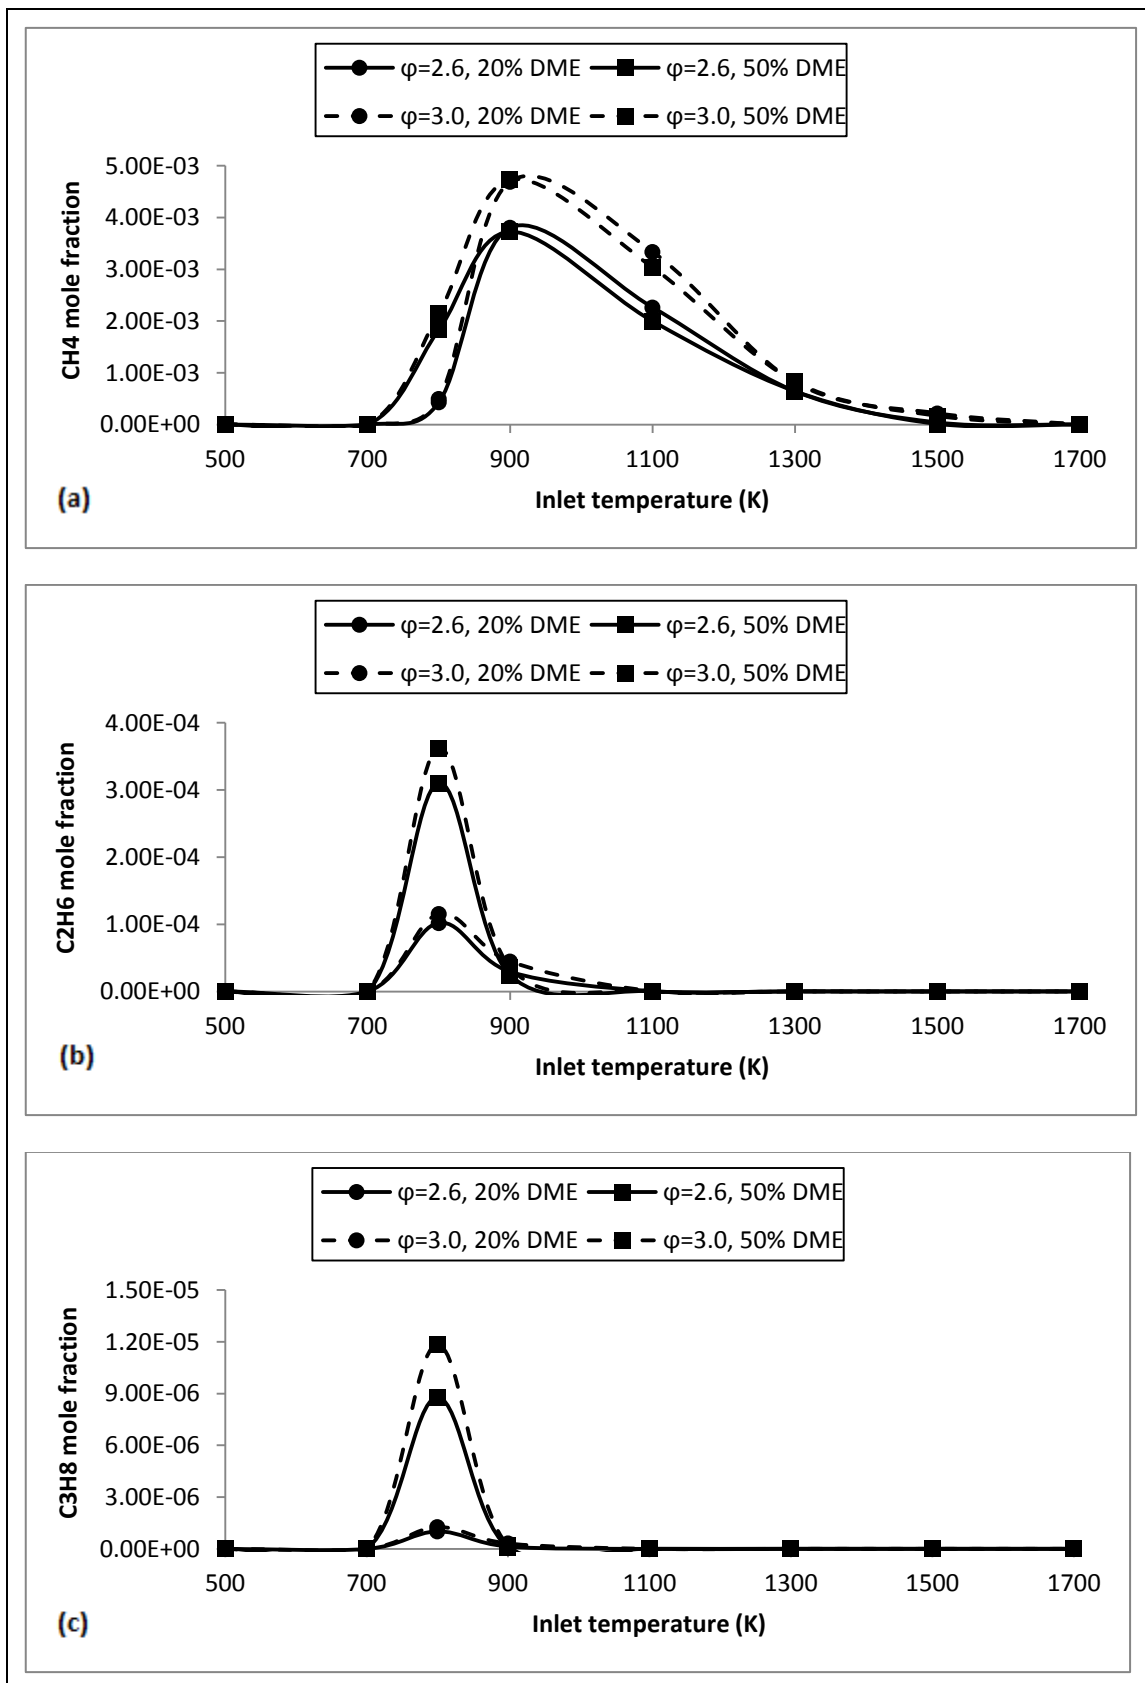 φ=2.6, 20% DME φ=2.6, 50% DME
φ=3.0, 20% DME φ=3.0, 50% DME
5.00E-03
4.00E-03
3.00E-03
2.00E-03
1.00E-03
0.00E+00
CH4 mole fraction
500 700 900 1100 1300 1500 1700
Inlet temperature (K)
(a)
φ=2.6, 20% DME φ=2.6, 50% DME
φ=3.0, 20% DME φ=3.0, 50% DME
4.00E-04
3.00E-04
2.00E-04
1.00E-04
0.00E+00
C2H6 mole fraction
500 700 900 1100 1300 1500 1700
Inlet temperature (K)
(b)
φ=2.6, 20% DME φ=2.6, 50% DME
φ=3.0, 20% DME φ=3.0, 50% DME
1.50E-05
1.20E-05
9.00E-06
6.00E-06
3.00E-06
0.00E+00
C3H8 mole fraction
500 700 900 1100 1300 1500 1700
Inlet temperature (K)
(c)